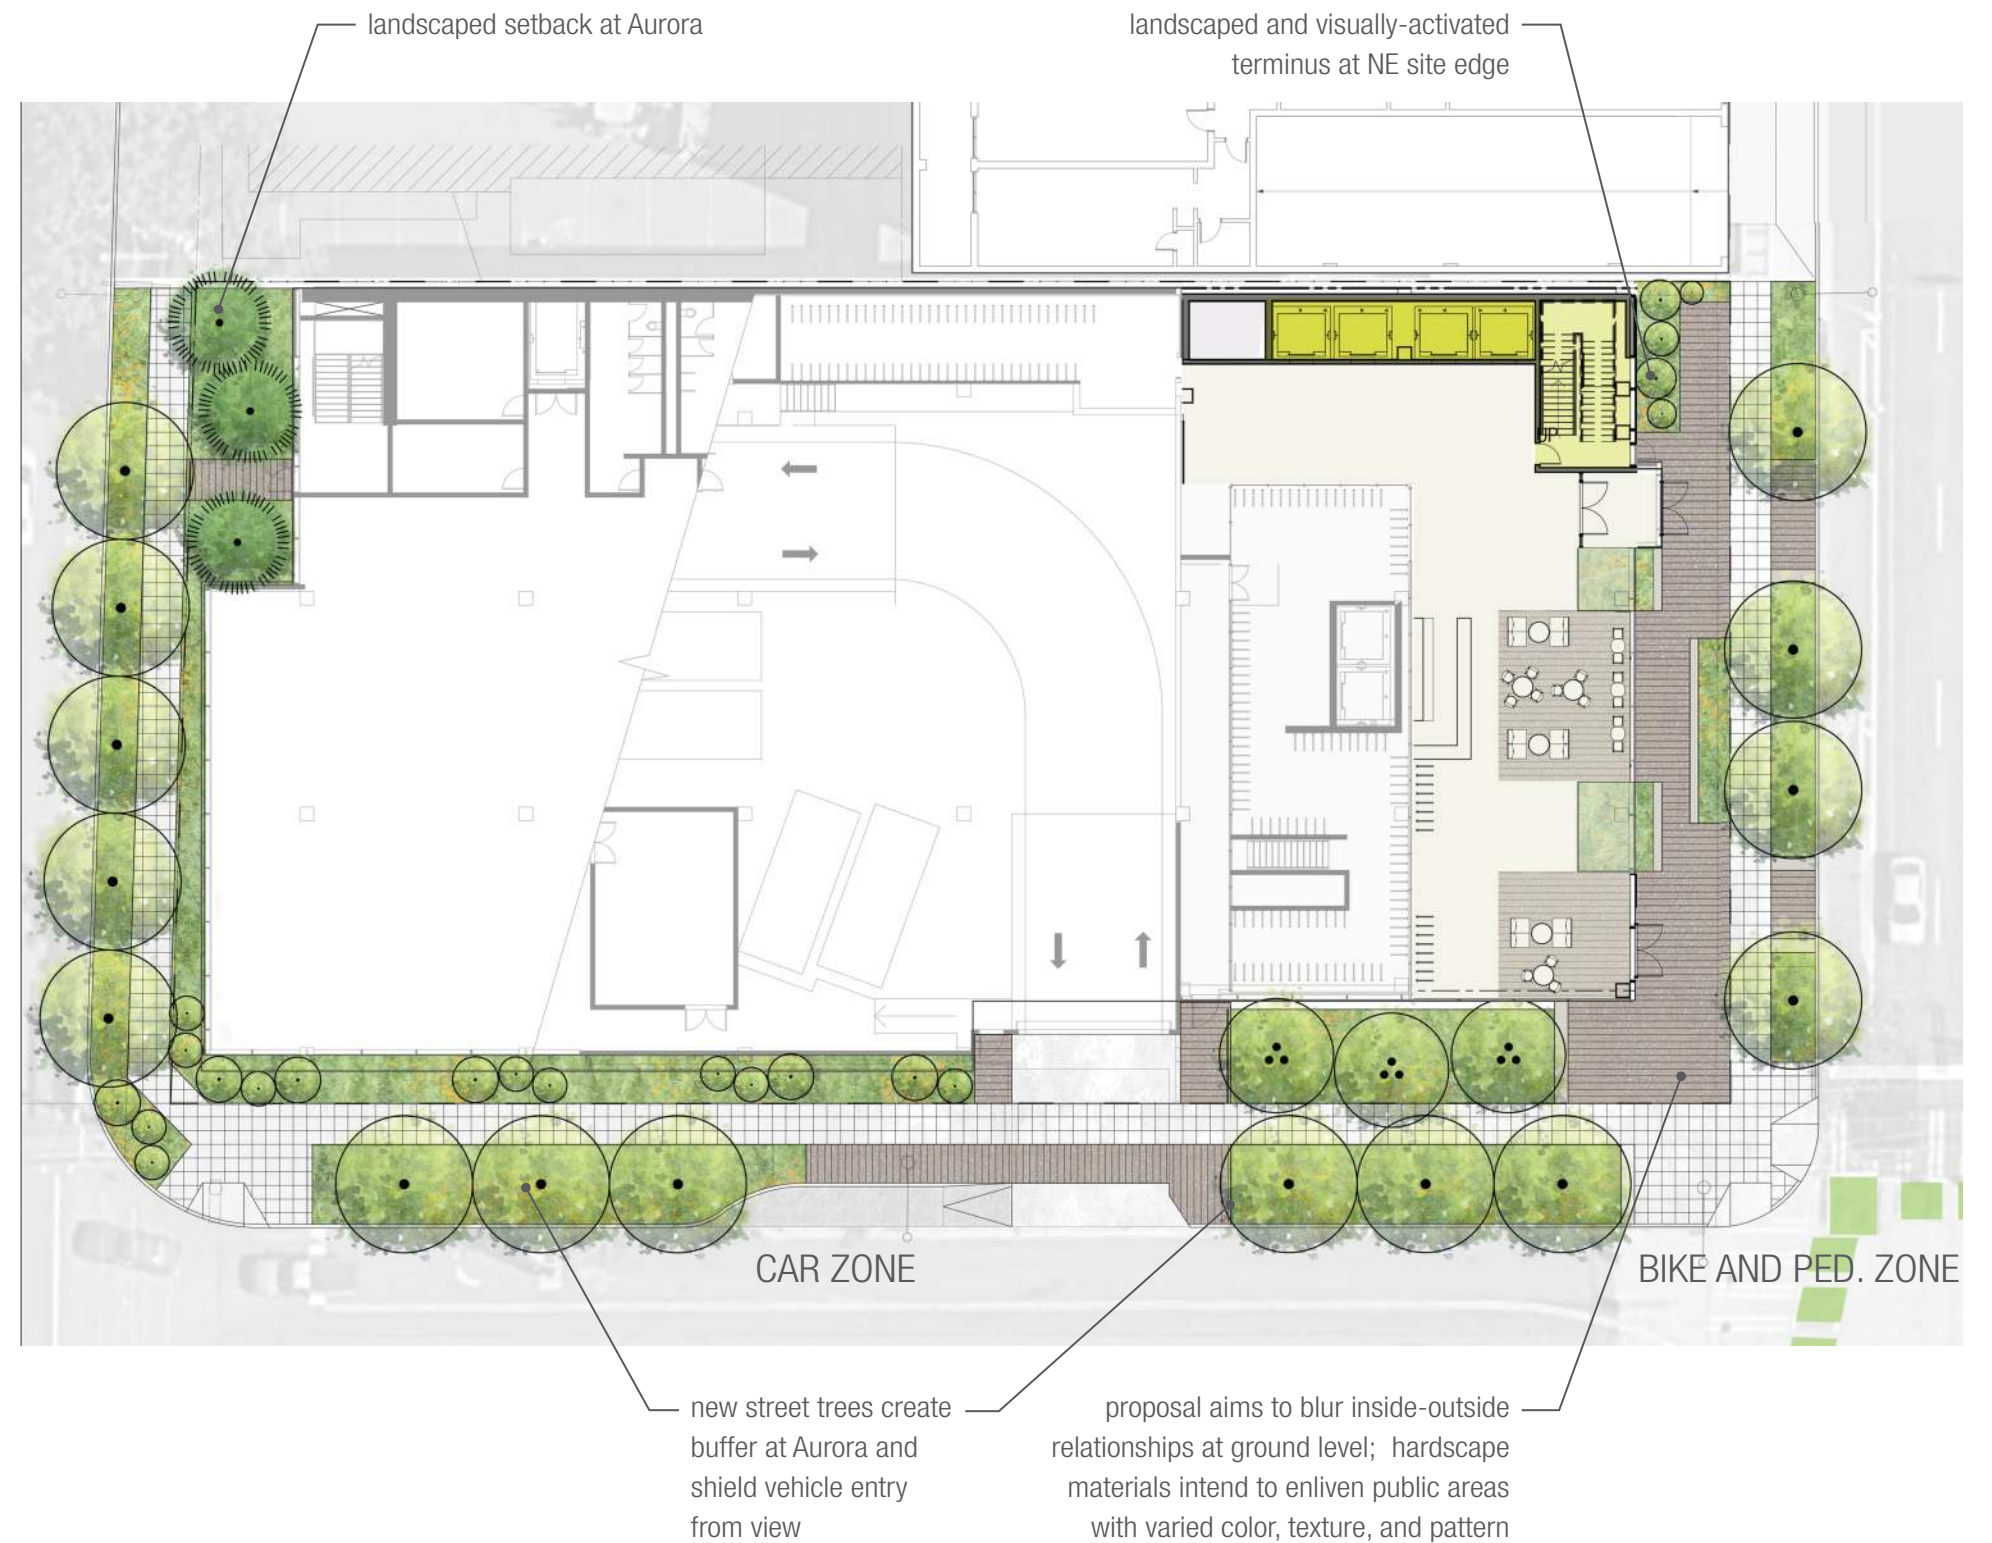 landscaped setback at Aurora
landscaped and visually-activated
terminus at NE site edge
UP
CAR ZONE
BIKE AND PED. ZONE
new street trees create
buffer at Aurora and
shield vehicle entry
from view
proposal aims to blur inside-outside
relationships at ground level; hardscape
materials intend to enliven public areas
with varied color, texture, and pattern